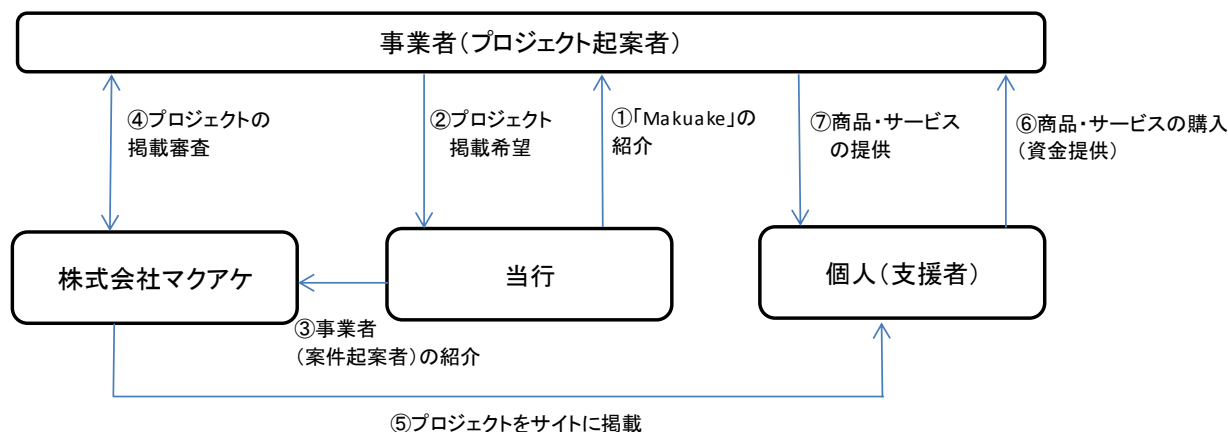 事業者(プロジェクト起案者)
④プロジェクトの
掲載審査
②プロジェクト
掲載希望
①「Makuake」の
紹介
⑦商品・サービス
の提供
⑥商品・サービスの購入
(資金提供)
株式会社マクアケ
当行
個人(支援者)
③事業者
(案件起案者)の紹介
⑤プロジェクトをサイトに掲載